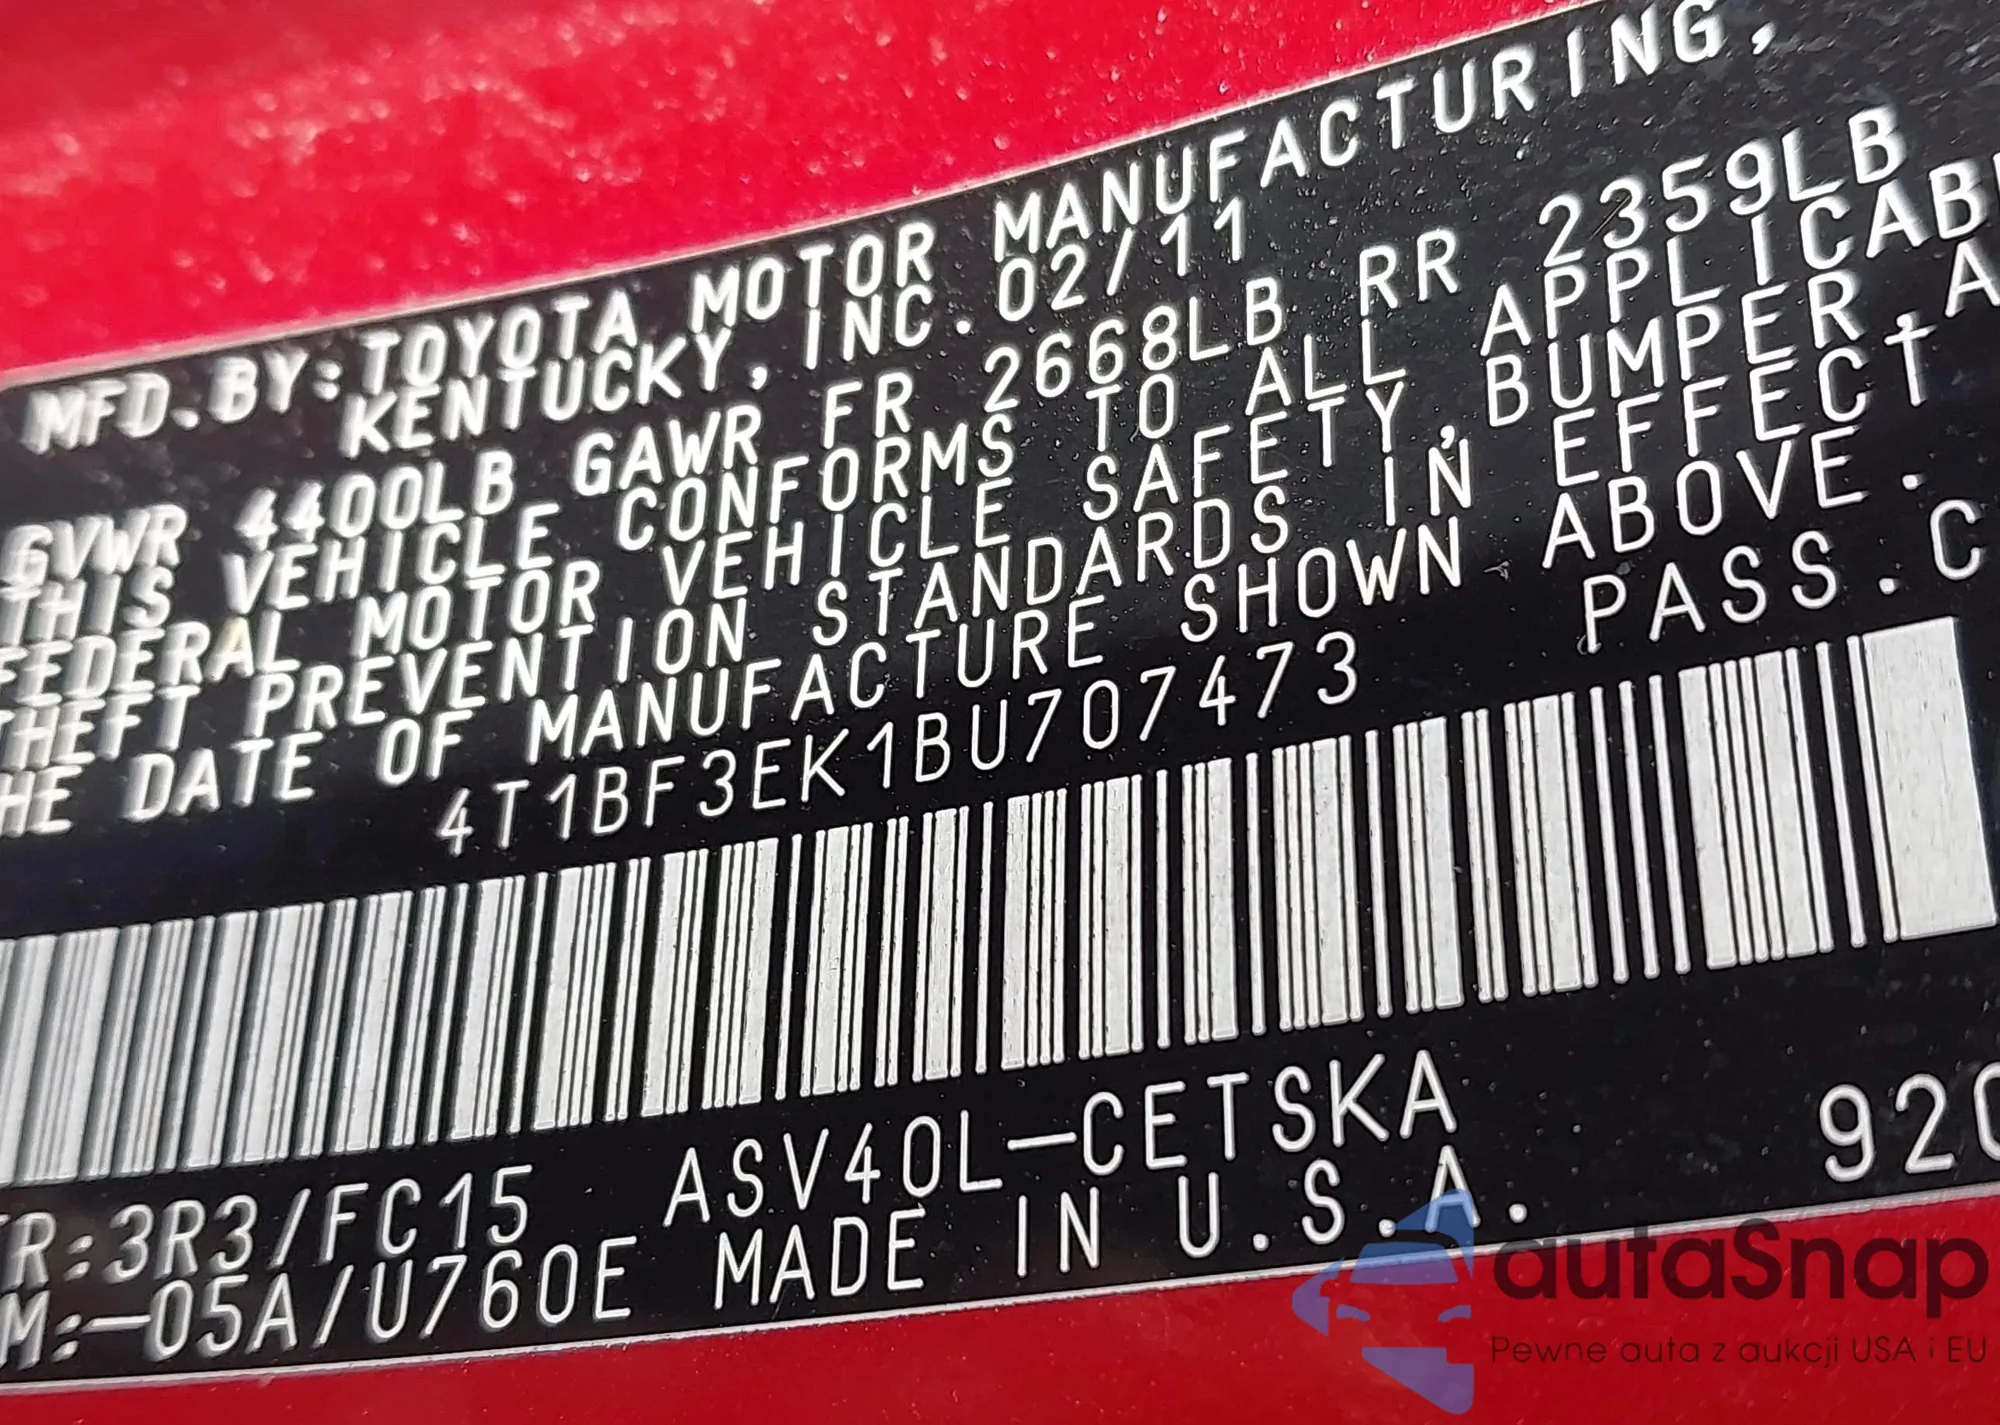 MFD.BY:TOYOTA MOTOR MANUFACTURING,
KENTUCKY, INC. 02/11
GVWR 4400LB GAWR FR 2668LB RR 2359LB
THIS VEHICLE CONFORMS TO ALL APPLICABL
FEDERAL MOTOR VEHICLE SAFETY,BUMPER,A
THEFT PREVENTION STANDARDS IN EFFECT
HE DATE OF MANUFACTURE SHOWN ABOVE.
4T1BF3EK1BU707473 PASS.C
R:3R3/FC15 ASV40L-CETSKA
M:-05A/U760E MADE IN U.S.A. 920
autaSnap
Pewne auta z aukcji USA i EU